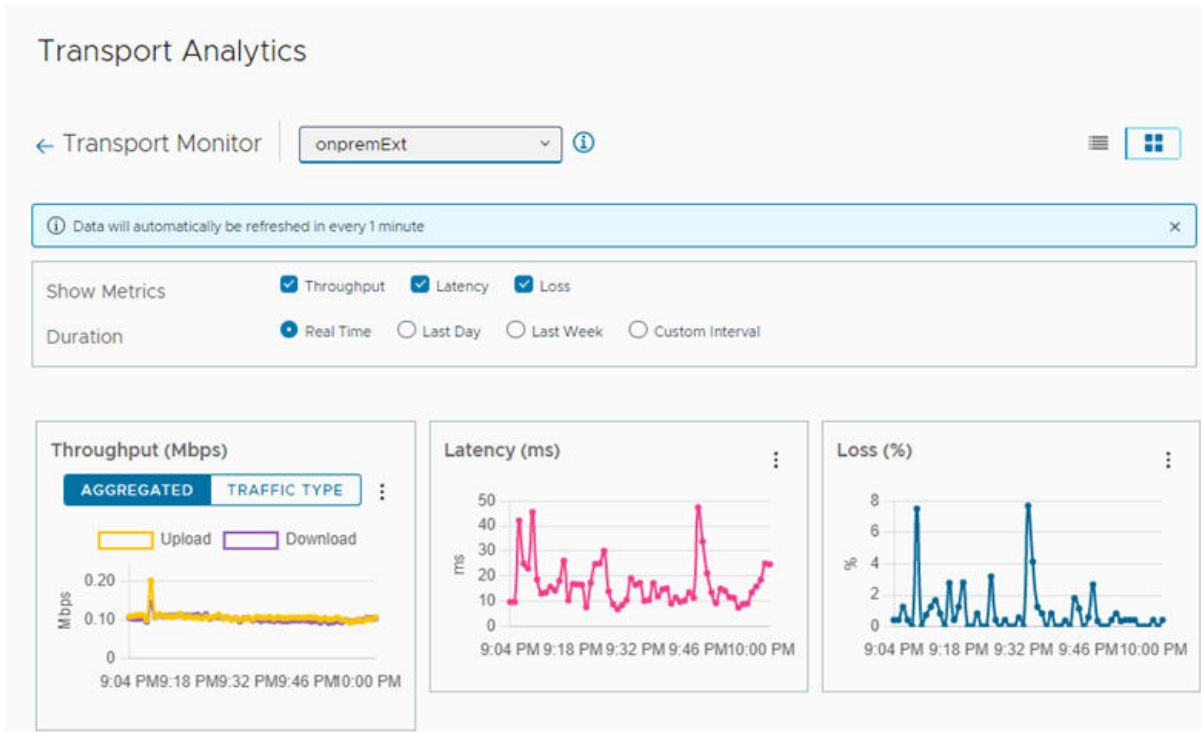 Transport Analytics
Transport Monitor
onpremExt
Data will automatically be refreshed in every 1 minute
Show Metrics
Throughput Latency Loss
Duration
Real Time Last Day Last Week Custom Interval
Throughput (Mbps)
AGGREGATED TRAFFIC TYPE
Upload Download
0.20
Mbps
0.10
0
9:04 PM9:18 PM9:32 PM9:46 PM10:00 PM
Latency (ms)
50
40
30
ms
20
10
0
9:04 PM 9:18 PM 9:32 PM 9:46 PM10:00 PM
Loss (%)
8
6
%
4
2
0
9:04 PM 9:18 PM 9:32 PM 9:46 PM10:00 PM